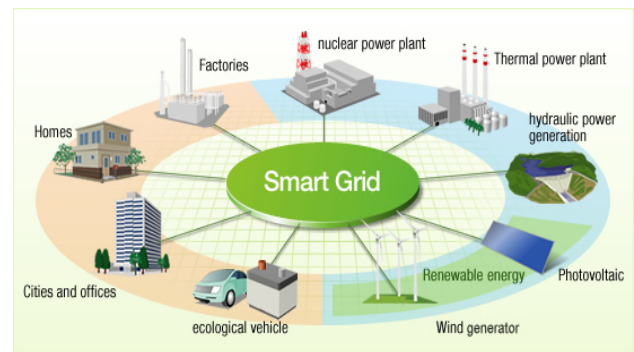 nuclear power plant
Factories
Thermal power plant
hydraulic power
generation
Homes
Smart Grid
Renewable energy
Photovoltaic
Cities and offices
ecological vehicle
Wind generator